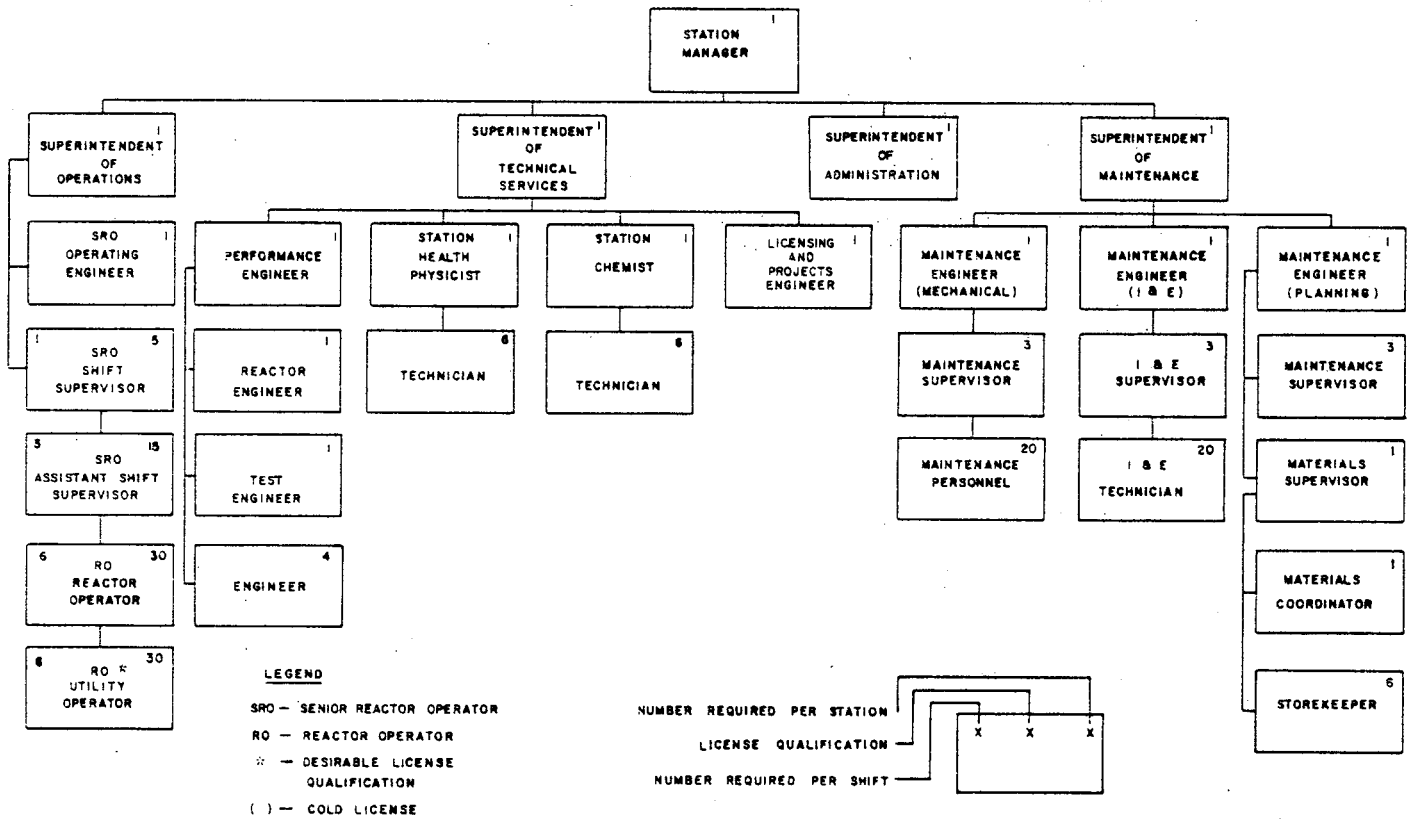 1
STATION
MANAGER
1
SUPERINTENDENT
OF
OPERATIONS
SUPERINTENDENT 1
OF
TECHNICAL
SERVICES
SUPERINTENDENT 1
OF
ADMINISTRATION
SUPERINTENDENT 1
OF
MAINTENANCE
SRO 1
OPERATING
ENGINEER
1
PERFORMANCE
ENGINEER
STATION 1
HEALTH
PHYSICIST
STATION 1
CHEMIST
LICENSING 1
AND
PROJECTS
ENGINEER
1
MAINTENANCE
ENGINEER
(MECHANICAL)
1
MAINTENANCE
ENGINEER
(I & E)
1
MAINTENANCE
ENGINEER
(PLANNING)
1 5
SRO
SHIFT
SUPERVISOR
1
REACTOR
ENGINEER
6
TECHNICIAN
6
TECHNICIAN
3
MAINTENANCE
SUPERVISOR
3
I & E
SUPERVISOR
3
MAINTENANCE
SUPERVISOR
15
SRO
ASSISTANT SHIFT
SUPERVISOR
1
TEST
ENGINEER
20
MAINTENANCE
PERSONNEL
20
I & E
TECHNICIAN
1
MATERIALS
SUPERVISOR
6 30
RO
REACTOR
OPERATOR
4
ENGINEER
1
MATERIALS
COORDINATOR
6 30
RO *
UTILITY
OPERATOR
6
STOREKEEPER
LEGEND
SRO - SENIOR REACTOR OPERATOR
RO - REACTOR OPERATOR
* - DESIRABLE LICENSE
QUALIFICATION
( ) - COLD LICENSE
NUMBER REQUIRED PER STATION
LICENSE QUALIFICATION
NUMBER REQUIRED PER SHIFT
X X X